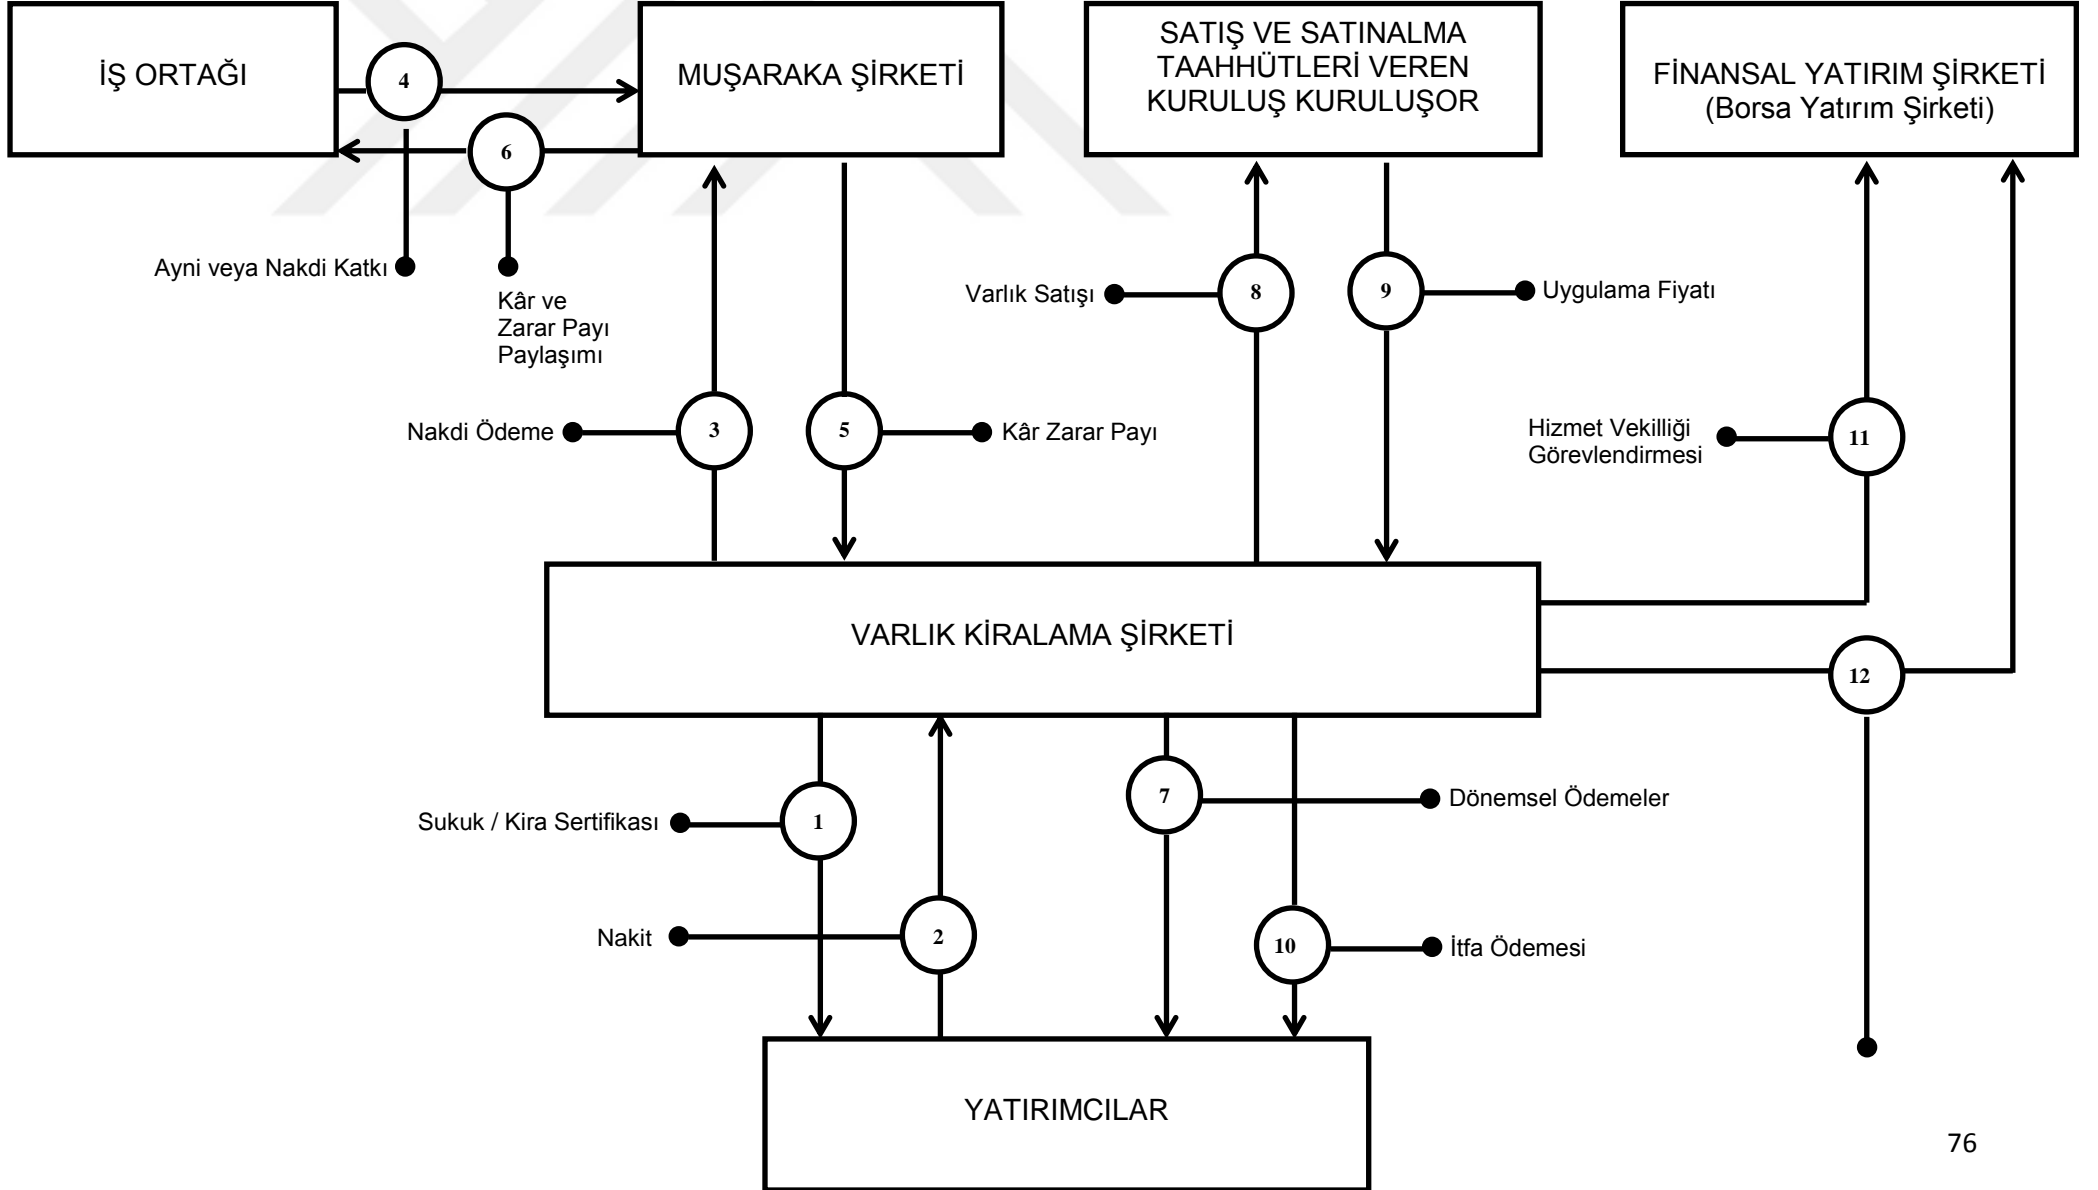 İŞ ORTAĞI
4
MUŞARAKA ŞİRKETİ
6
SATIŞ VE SATINALMA
TAAHHÜTLERİ VEREN
KURULUŞ KURULUŞOR
FİNANSAL YATIRIM ŞİRKETİ
(Borsa Yatırım Şirketi)
Ayni veya Nakdi Katkı
Kâr ve
Zarar Payı
Paylaşımı
Varlık Satışı
8
9
Uygulama Fiyatı
Nakdi Ödeme
3
5
Kâr Zarar Payı
Hizmet Vekilliği
Görevlendirmesi
11
VARLIK KİRALAMA ŞİRKETİ
12
Sukuk / Kira Sertifikası
1
7
Dönemsel Ödemeler
Nakit
2
10
İtfa Ödemesi
YATIRIMCILAR
76